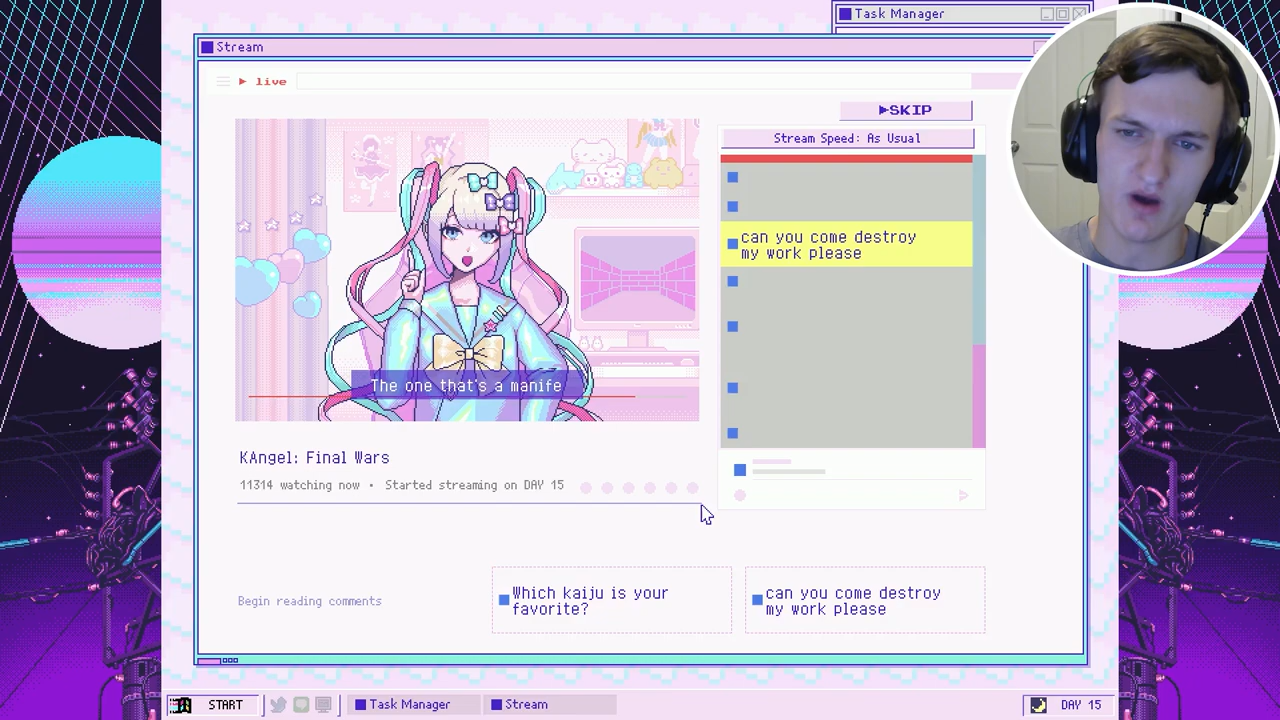 Task Manager
Stream
live
▶SKIP
Stream Speed: As Usual
can you come destroy
my work please
The one that's a manife
KAngel: Final Wars
11314 watching now • Started streaming on DAY 15
Begin reading comments
Which kaiju is your
favorite?
can you come destroy
my work please
START
Task Manager
Stream
DAY 15